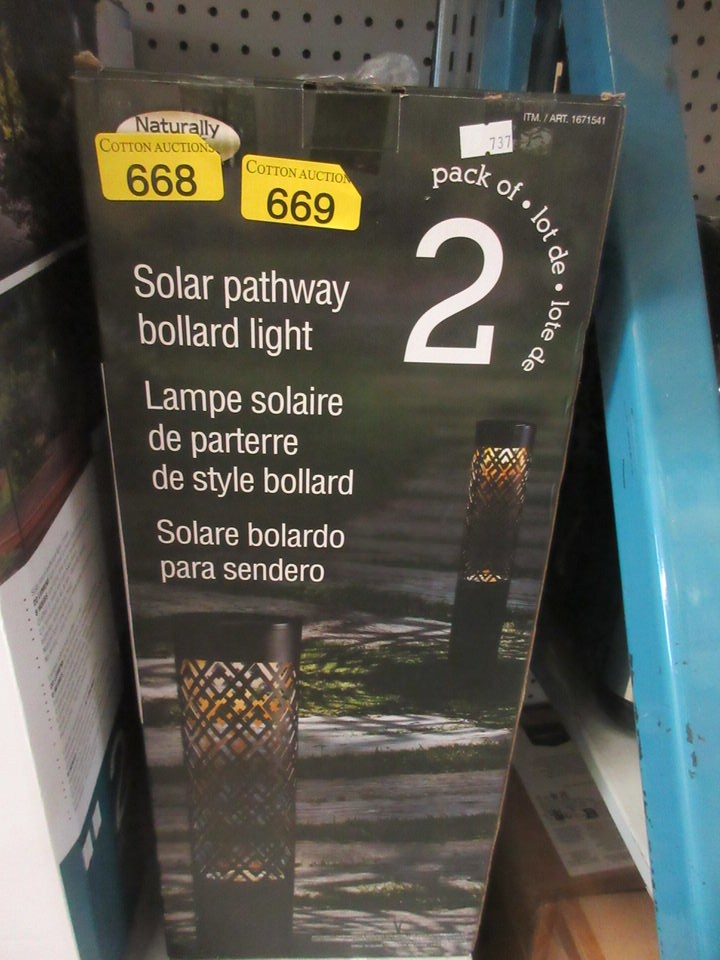 ITM. / ART. 1671541
Naturally
COTTON AUCTIONS
668
COTTON AUCTION
669
737
pack of • lot de • lote de
2
Solar pathway
bollard light
Lampe solaire
de parterre
de style bollard
Solare bolardo
para sendero